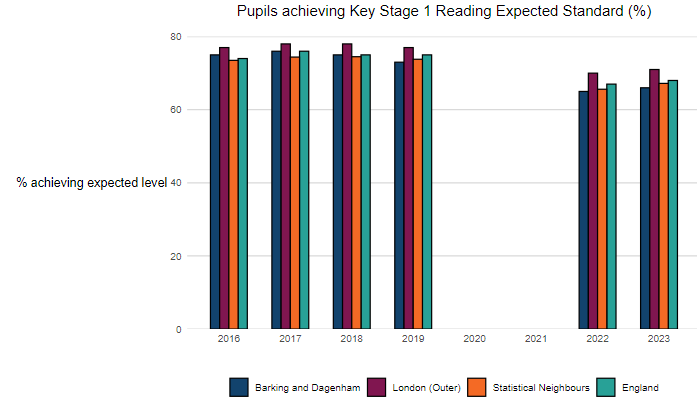 Pupils achieving Key Stage 1 Reading Expected Standard (%)
80
60
% achieving expected level 40
20
0
2016 2017 2018 2019 2020 2021 2022 2023
Barking and Dagenham London (Outer) Statistical Neighbours England